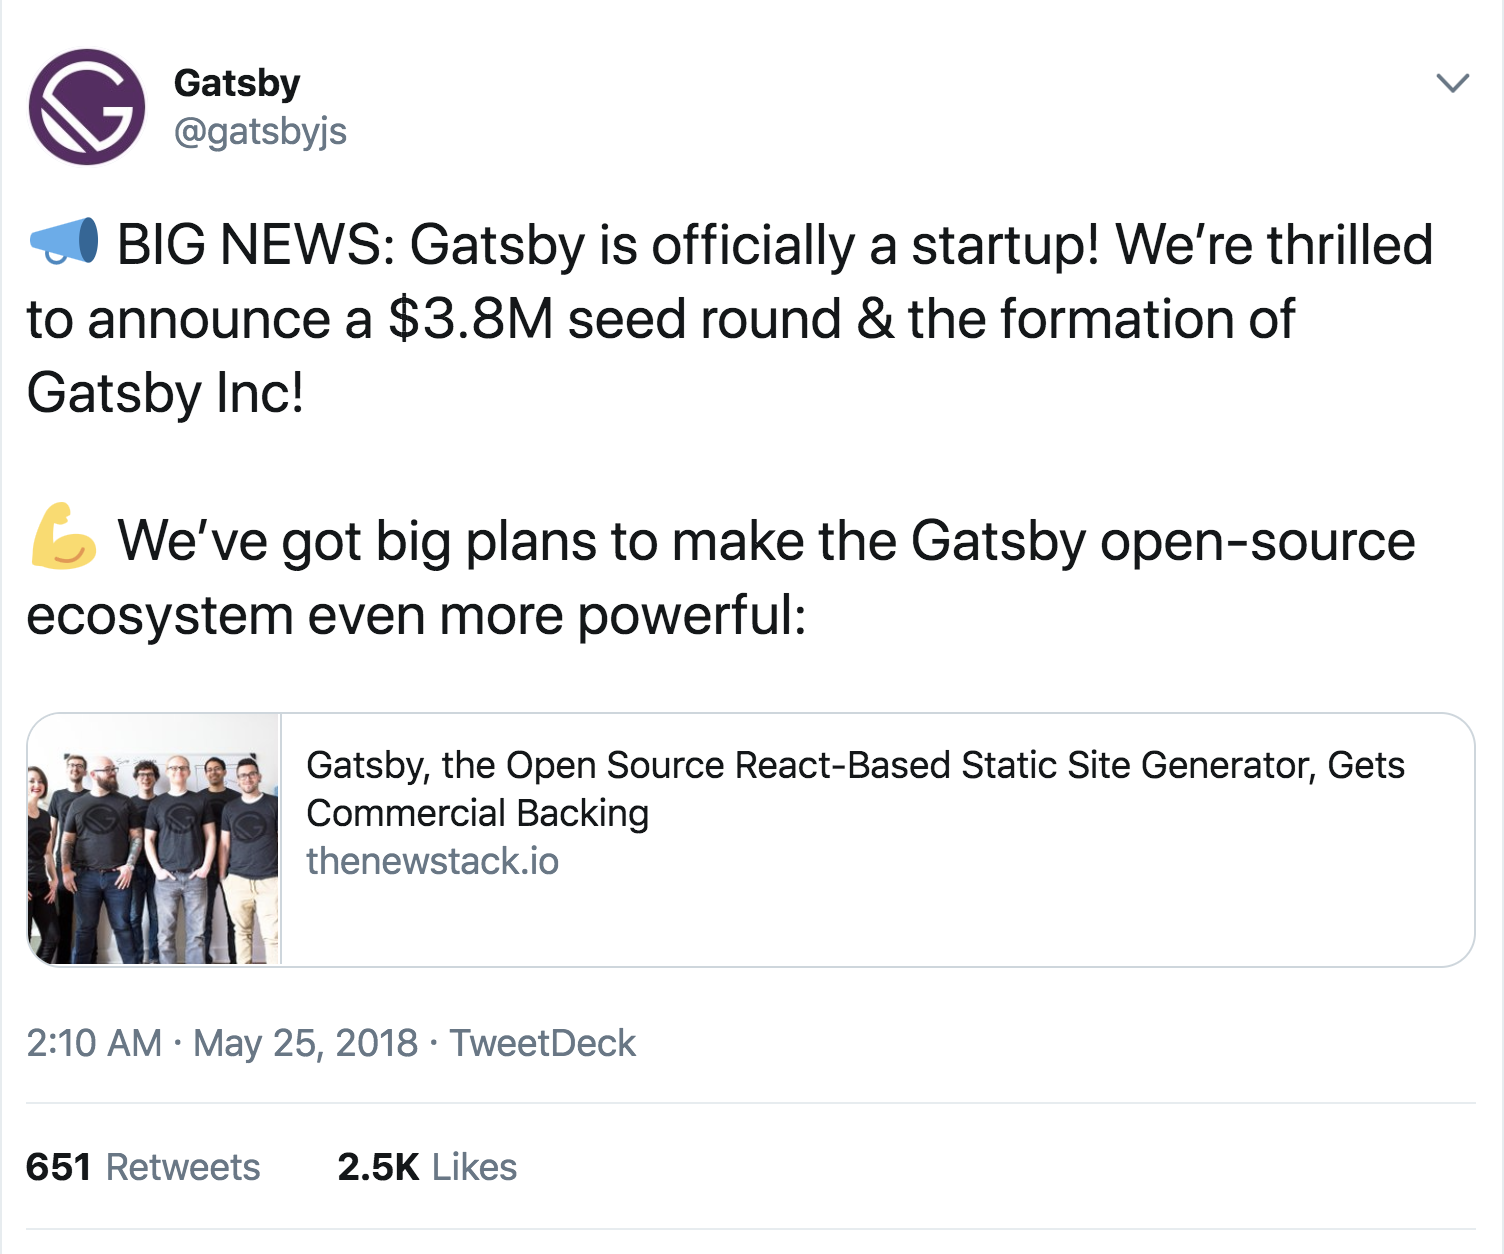 Gatsby
@gatsbyjs
📣 BIG NEWS: Gatsby is officially a startup! We’re thrilled
to announce a $3.8M seed round & the formation of
Gatsby Inc!
💪 We’ve got big plans to make the Gatsby open-source
ecosystem even more powerful:
Gatsby, the Open Source React-Based Static Site Generator, Gets
Commercial Backing
thenewstack.io
2:10 AM · May 25, 2018 · TweetDeck
651 Retweets 2.5K Likes